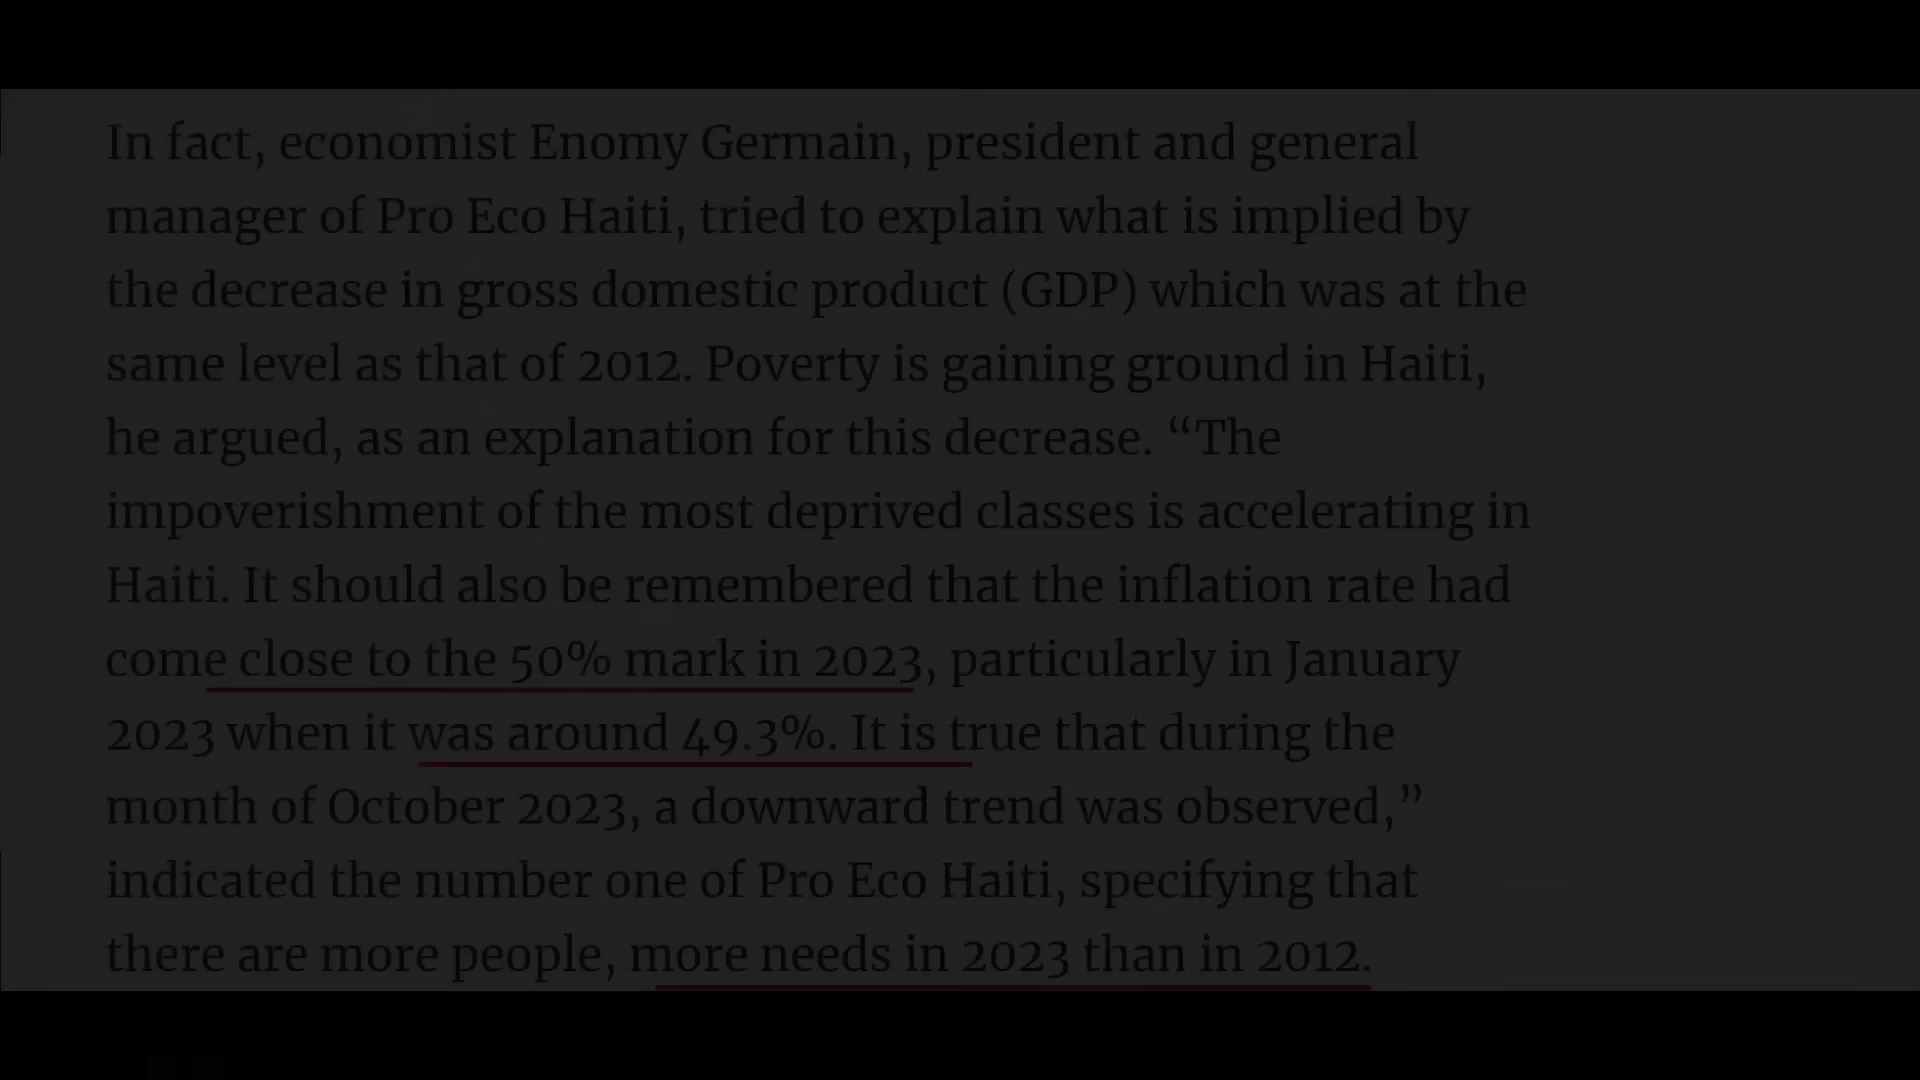 In fact, economist Enomy Germain, president and general
manager of Pro Eco Haiti, tried to explain what is implied by
the decrease in gross domestic product (GDP) which was at the
same level as that of 2012. Poverty is gaining ground in Haiti,
he argued, as an explanation for this decrease. “The
impoverishment of the most deprived classes is accelerating in
Haiti. It should also be remembered that the inflation rate had
come close to the 50% mark in 2023, particularly in January
2023 when it was around 49.3%. It is true that during the
month of October 2023, a downward trend was observed,”
indicated the number one of Pro Eco Haiti, specifying that
there are more people, more needs in 2023 than in 2012.